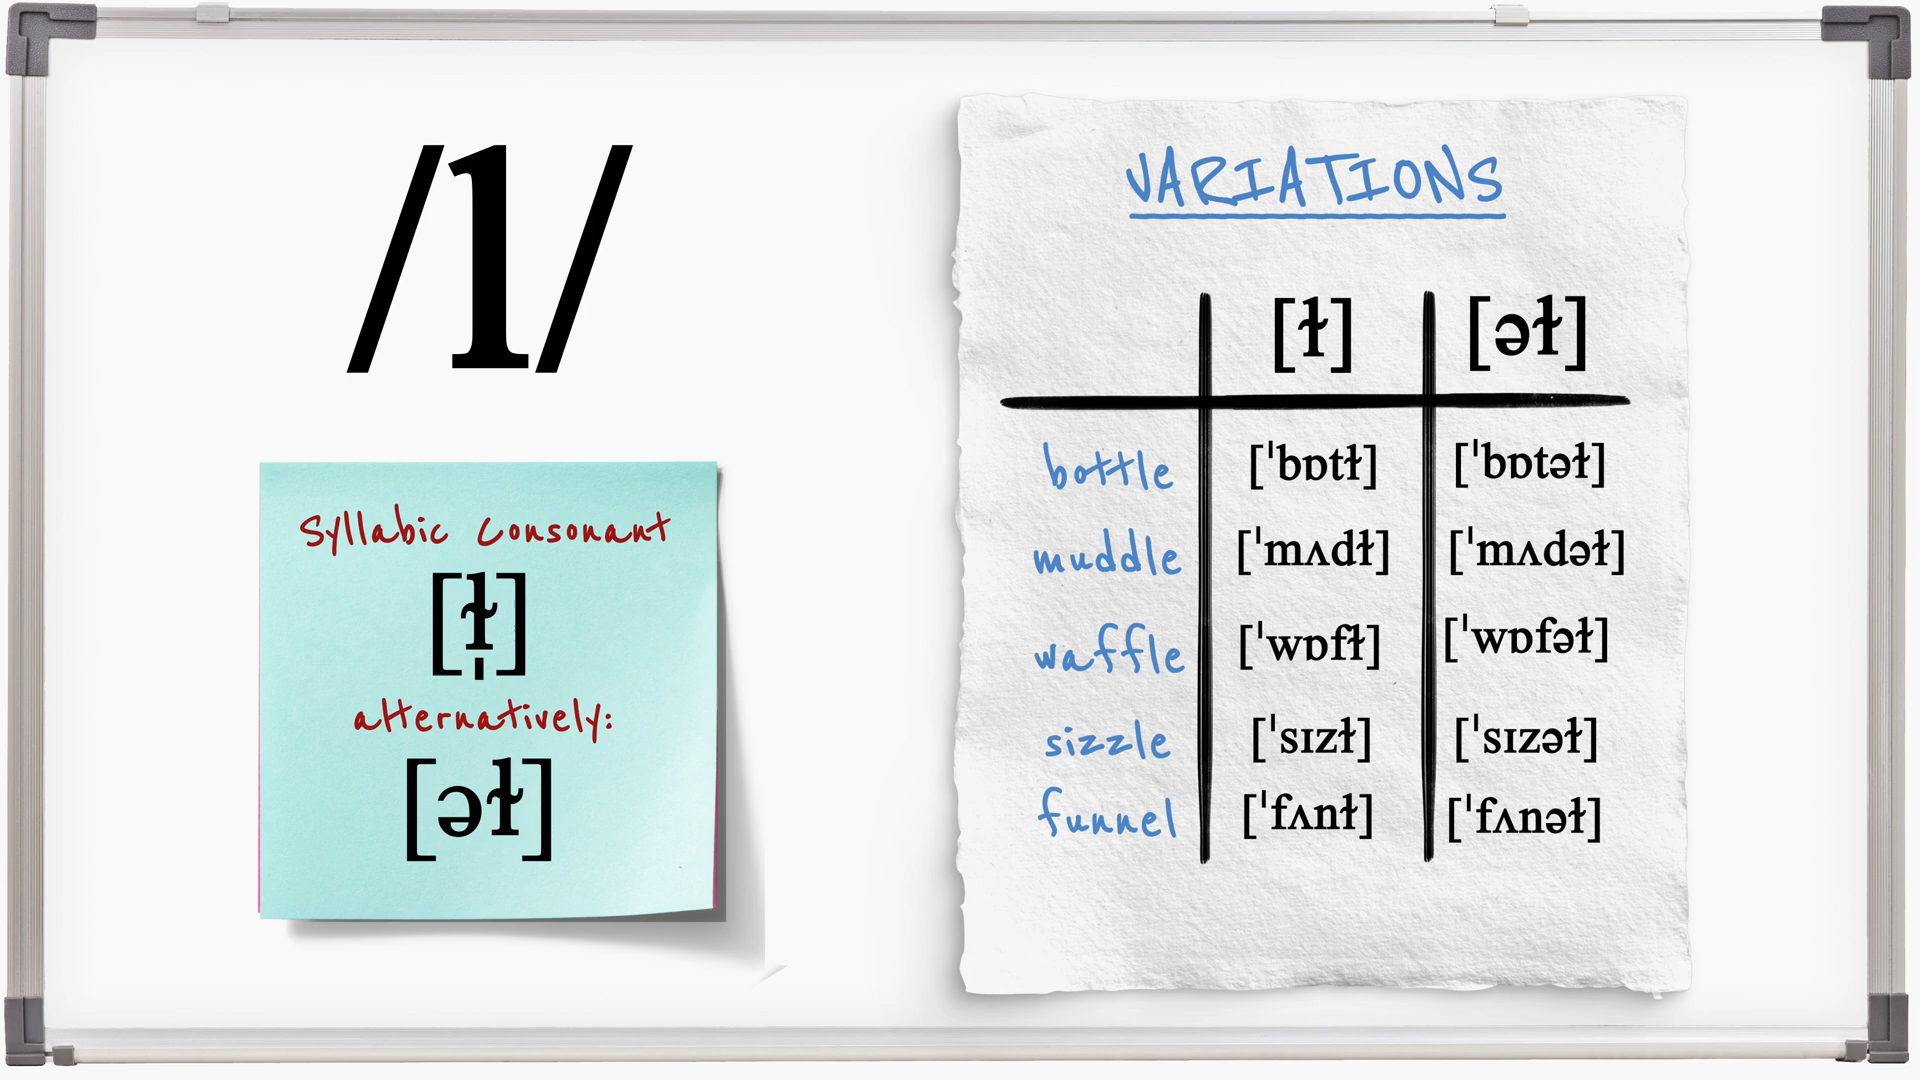 /l/
Syllabic consonant
[ɫ̩]
alternatively:
[əɫ]
VARIATIONS
[ɫ] [əɫ]
bottle [ˈbɒtɫ] [ˈbɒtəɫ]
muddle [ˈmʌdɫ] [ˈmʌdəɫ]
waffle [ˈwɒfɫ] [ˈwɒfəɫ]
sizzle [ˈsɪzɫ] [ˈsɪzəɫ]
funnel [ˈfʌnɫ] [ˈfʌnəɫ]